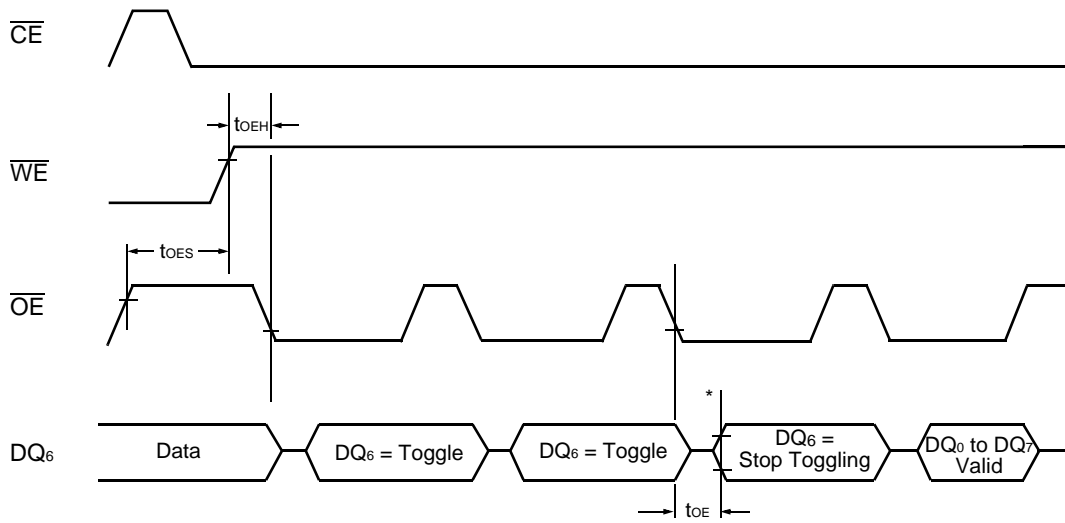 CE
tOEH
WE
tOES
OE
*
DQ6
Data
DQ6 = Toggle
DQ6 = Toggle
DQ6 =
Stop Toggling
DQ0 to DQ7
Valid
tOE